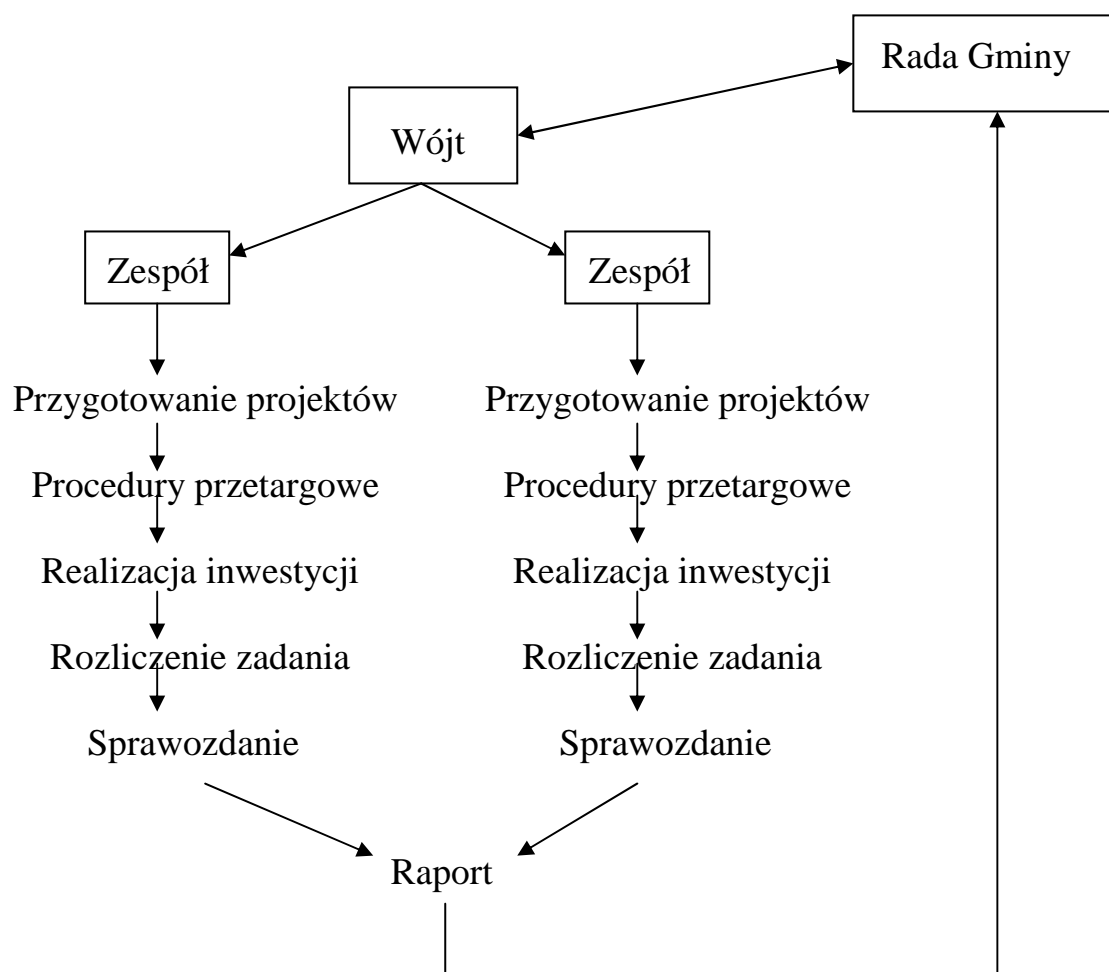 Rada Gminy
Wójt
Zespół
Zespół
Przygotowanie projektów
Przygotowanie projektów
Procedury przetargowe
Procedury przetargowe
Realizacja inwestycji
Realizacja inwestycji
Rozliczenie zadania
Rozliczenie zadania
Sprawozdanie
Sprawozdanie
Raport